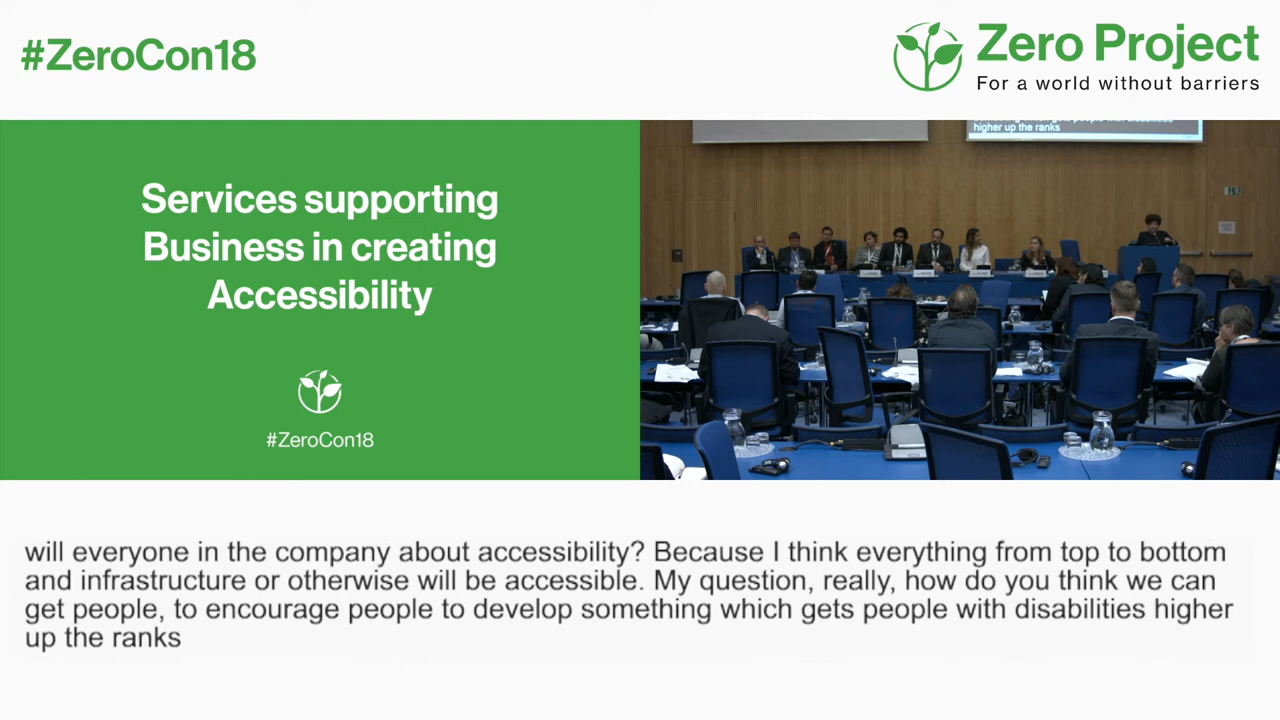 #ZeroCon18
Zero Project
For a world without barriers
Services supporting
Business in creating
Accessibility
#ZeroCon18
higher up the ranks
will everyone in the company about accessibility? Because I think everything from top to bottom
and infrastructure or otherwise will be accessible. My question, really, how do you think we can
get people, to encourage people to develop something which gets people with disabilities higher
up the ranks